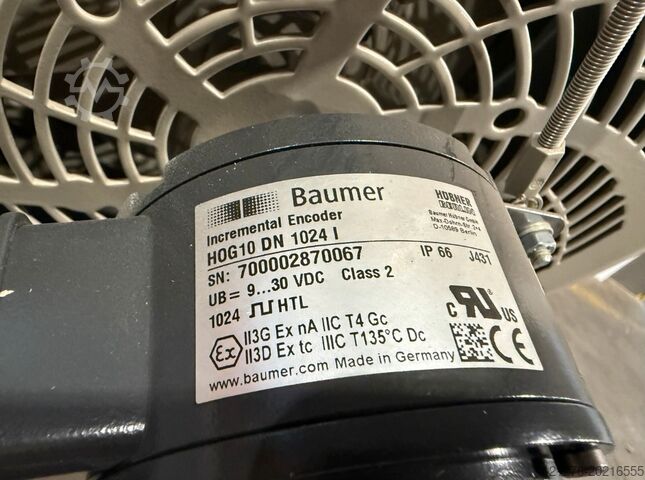 Baumer
HÜBNER
BERLIN
Incremental Encoder
Baumer Hübner GmbH
Max-Dohrn-Str. 2+4
D-10589 Berlin
HOG10 DN 1024 I
SN: 700002870067
IP 66 J431
UB = 9...30 VDC Class 2
1024 HTL
C US
Ex II3G Ex nA IIC T4 Gc
II3D Ex tc IIIC T135°C Dc
CE
www.baumer.com Made in Germany